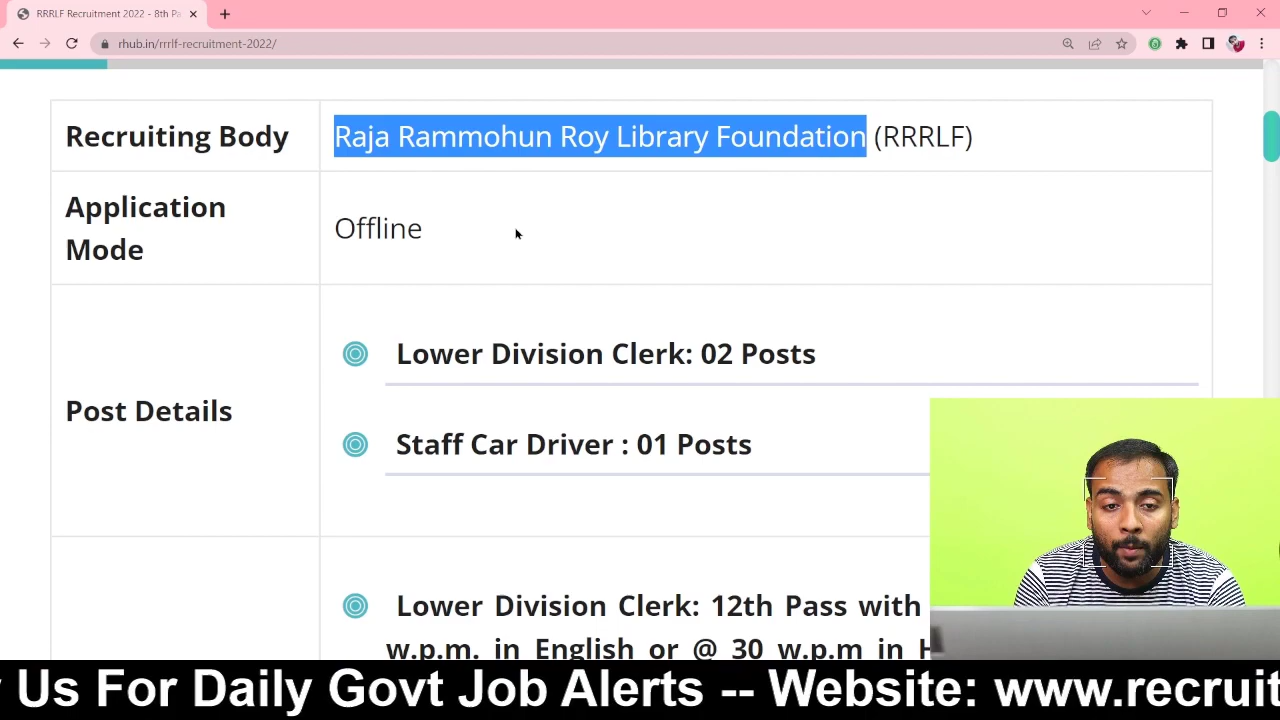 RRRLF Recruitment 2022 - 8th Pa
rhub.in/rrrlf-recruitment-2022/
Recruiting Body
Raja Rammohun Roy Library Foundation (RRRLF)
Application
Mode
Offline
Post Details
Lower Division Clerk: 02 Posts
Staff Car Driver : 01 Posts
Lower Division Clerk: 12th Pass with
w.p.m. in English or @ 30 w.p.m in H
Us For Daily Govt Job Alerts -- Website: www.recruit